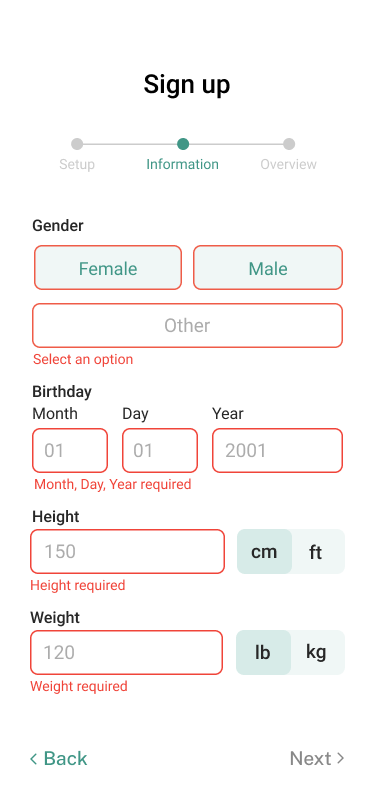 Sign up
Setup Information Overview
Gender
Female Male
Other
Select an option
Birthday
Month Day Year
01 01 2001
Month, Day, Year required
Height
150 cm ft
Height required
Weight
120 lb kg
Weight required
Back Next